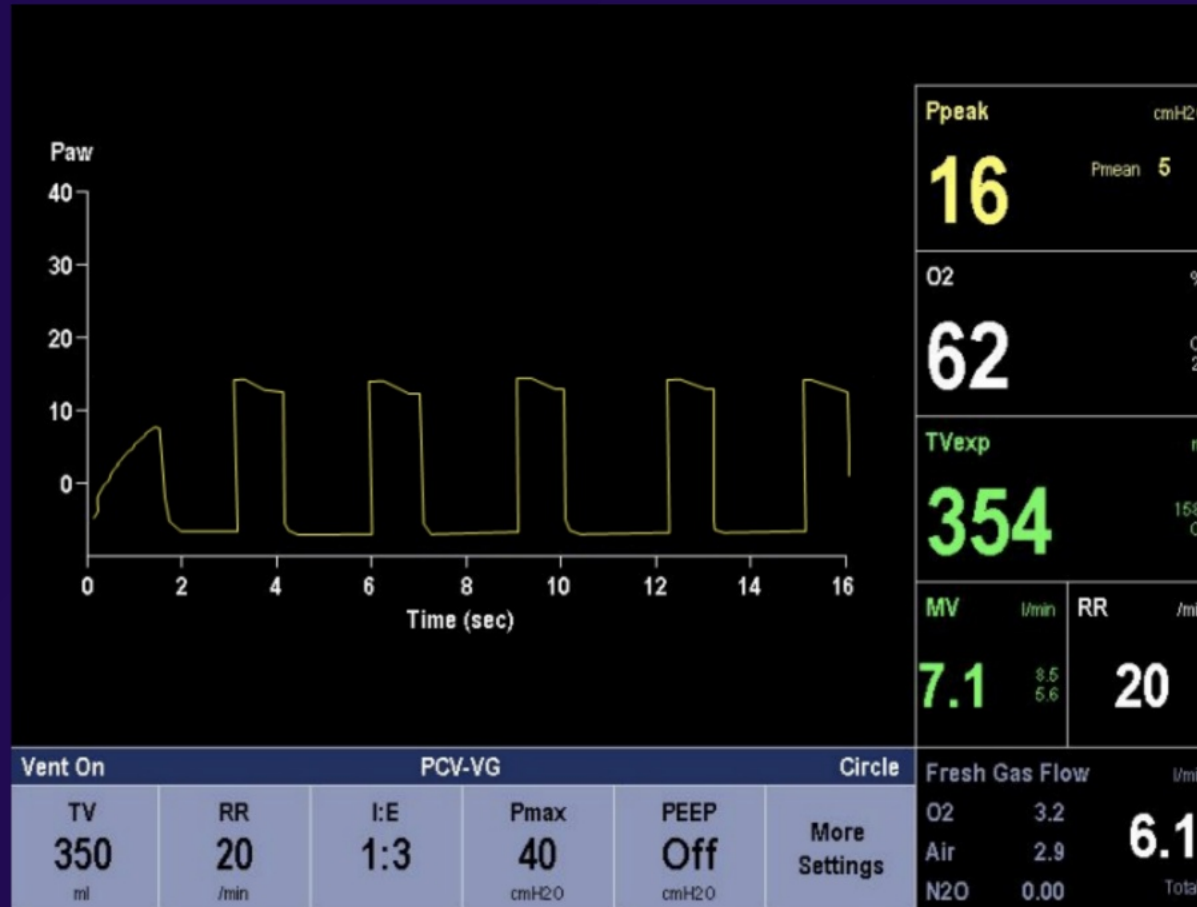 Paw
40
30
20
10
0
0 2 4 6 8 10 12 14 16
Time (sec)
Ppeak
16
Pmean 5
O2
62
TVexp
354
MV l/min
7.1
8.5
5.6
RR
20
Vent On PCV-VG Circle
TV
350
ml
RR
20
/min
I:E
1:3
Pmax
40
cmH2O
PEEP
Off
cmH2O
More
Settings
Fresh Gas Flow
O2 3.2
Air 2.9
N2O 0.00
6.1